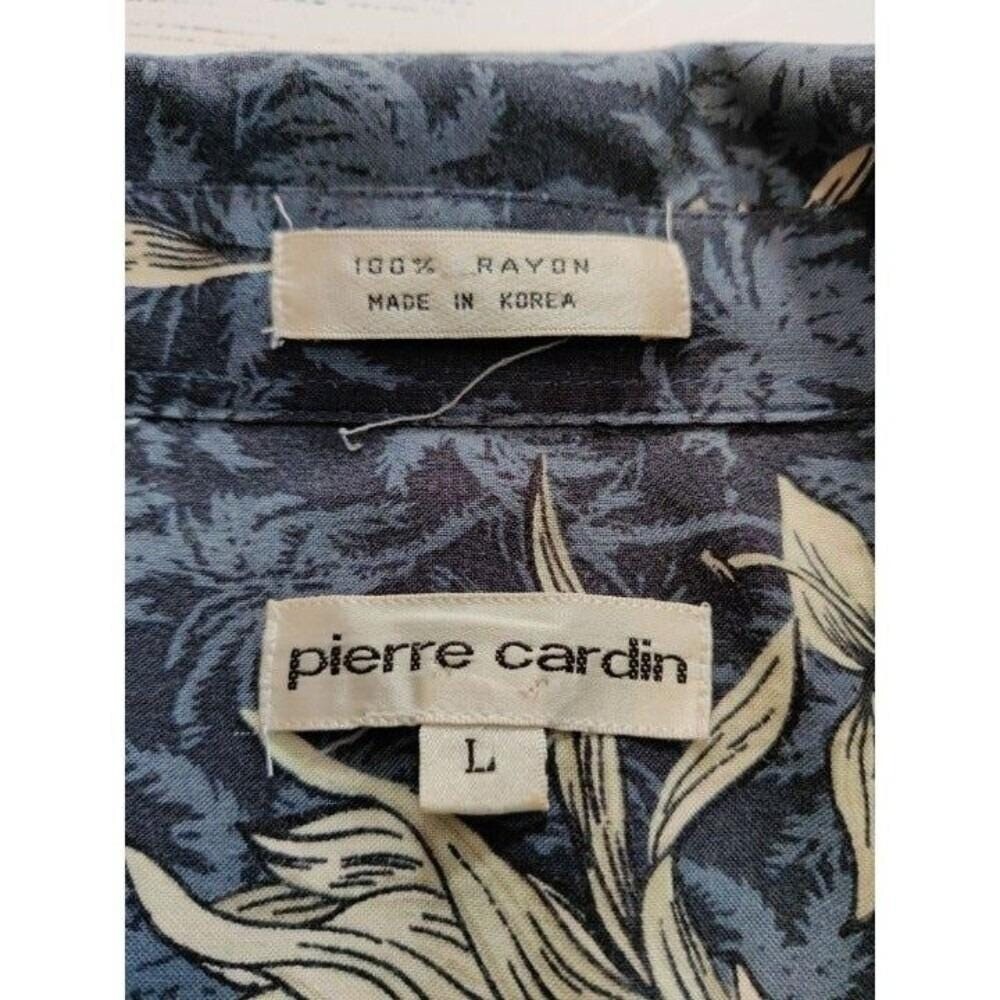 100% RAYON
MADE IN KOREA
pierre cardin
L